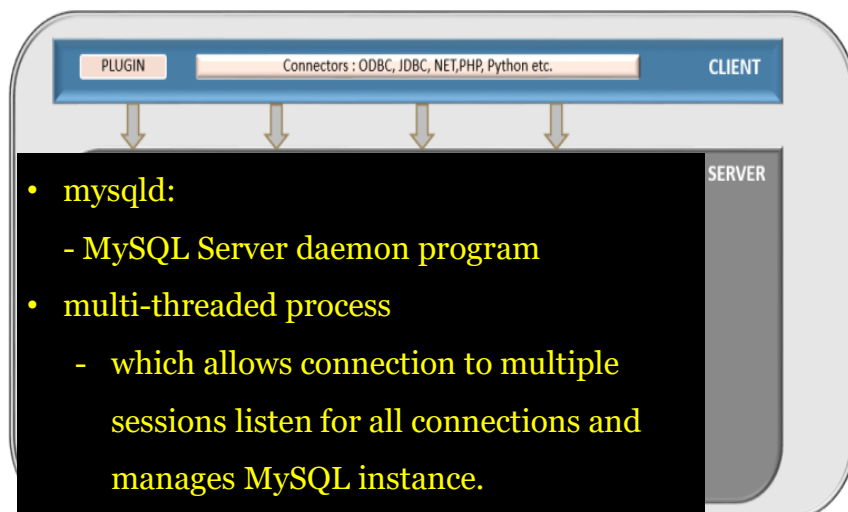 PLUGIN
Connectors : ODBC, JDBC, NET,PHP, Python etc.
CLIENT
SERVER
• mysqld:
- MySQL Server daemon program
• multi-threaded process
- which allows connection to multiple
sessions listen for all connections and
manages MySQL instance.